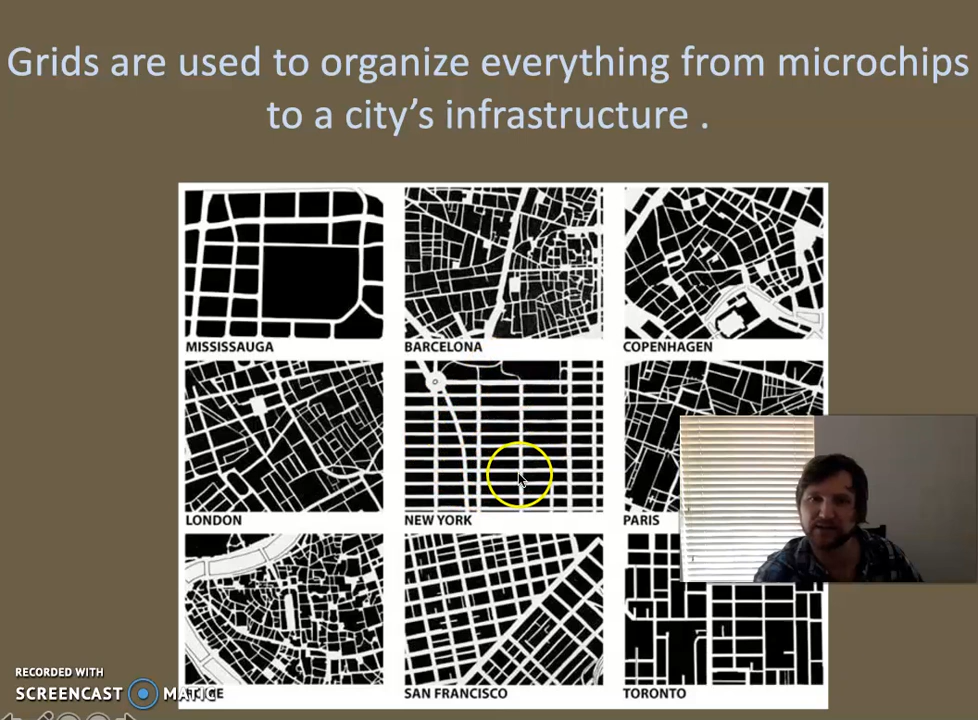 Grids are used to organize everything from microchips
to a city's infrastructure .
MISSISSAUGA
BARCELONA
COPENHAGEN
LONDON
NEW YORK
PARIS
SAN FRANCISCO
TORONTO
RECORDED WITH
SCREENCAST MATIC